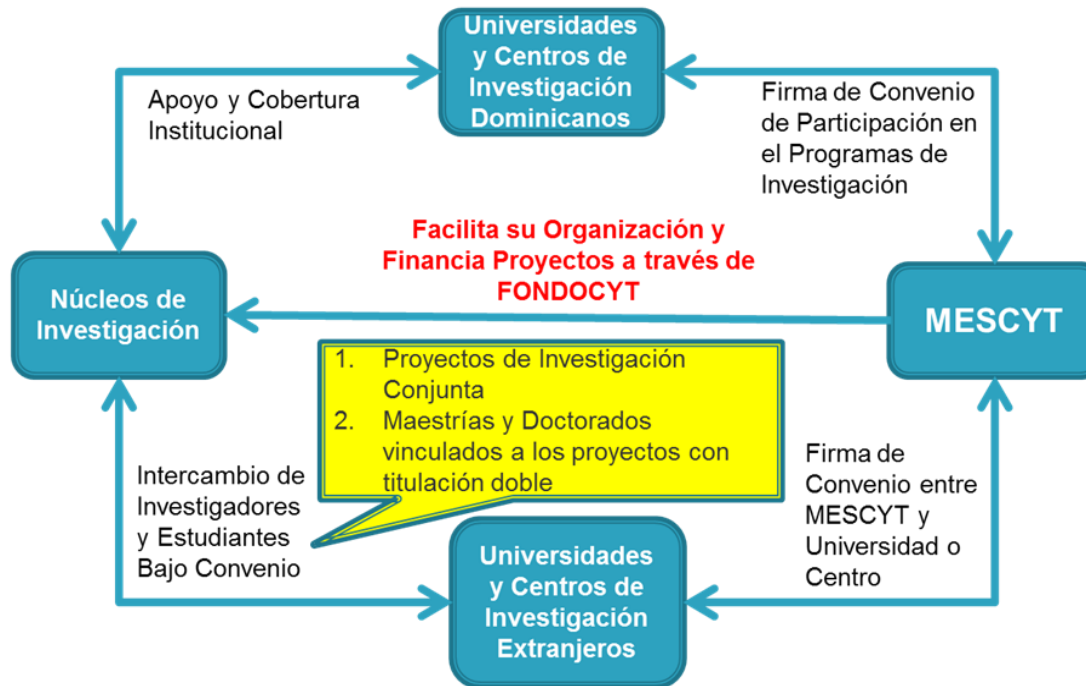 Universidades
y Centros de
Investigación
Dominicanos
Apoyo y Cobertura
Institucional
Firma de Convenio
de Participación en
el Programas de
Investigación
Facilita su Organización y
Financia Proyectos a través de
FONDOCYT
Núcleos de
Investigación
MESCYT
1. Proyectos de Investigación
Conjunta
2. Maestrías y Doctorados
vinculados a los proyectos con
titulación doble
Intercambio de
Investigadores
y Estudiantes
Bajo Convenio
Firma de
Convenio entre
MESCYT y
Universidad o
Centro
Universidades
y Centros de
Investigación
Extranjeros